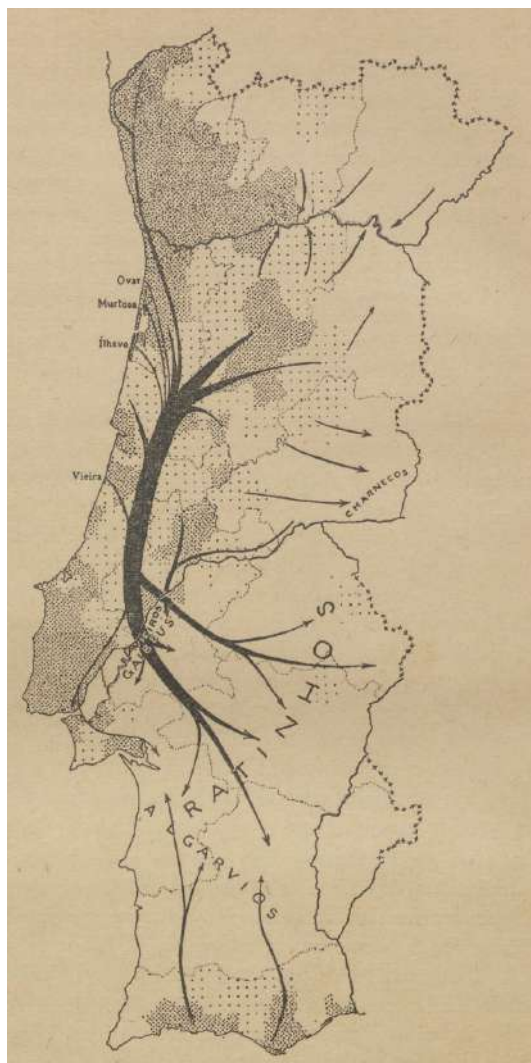 Ovar
Murtosa
Ílhavo
Vieira
CHARNECOS
GAIBÉUS
RATINHOS
ALGARVIOS